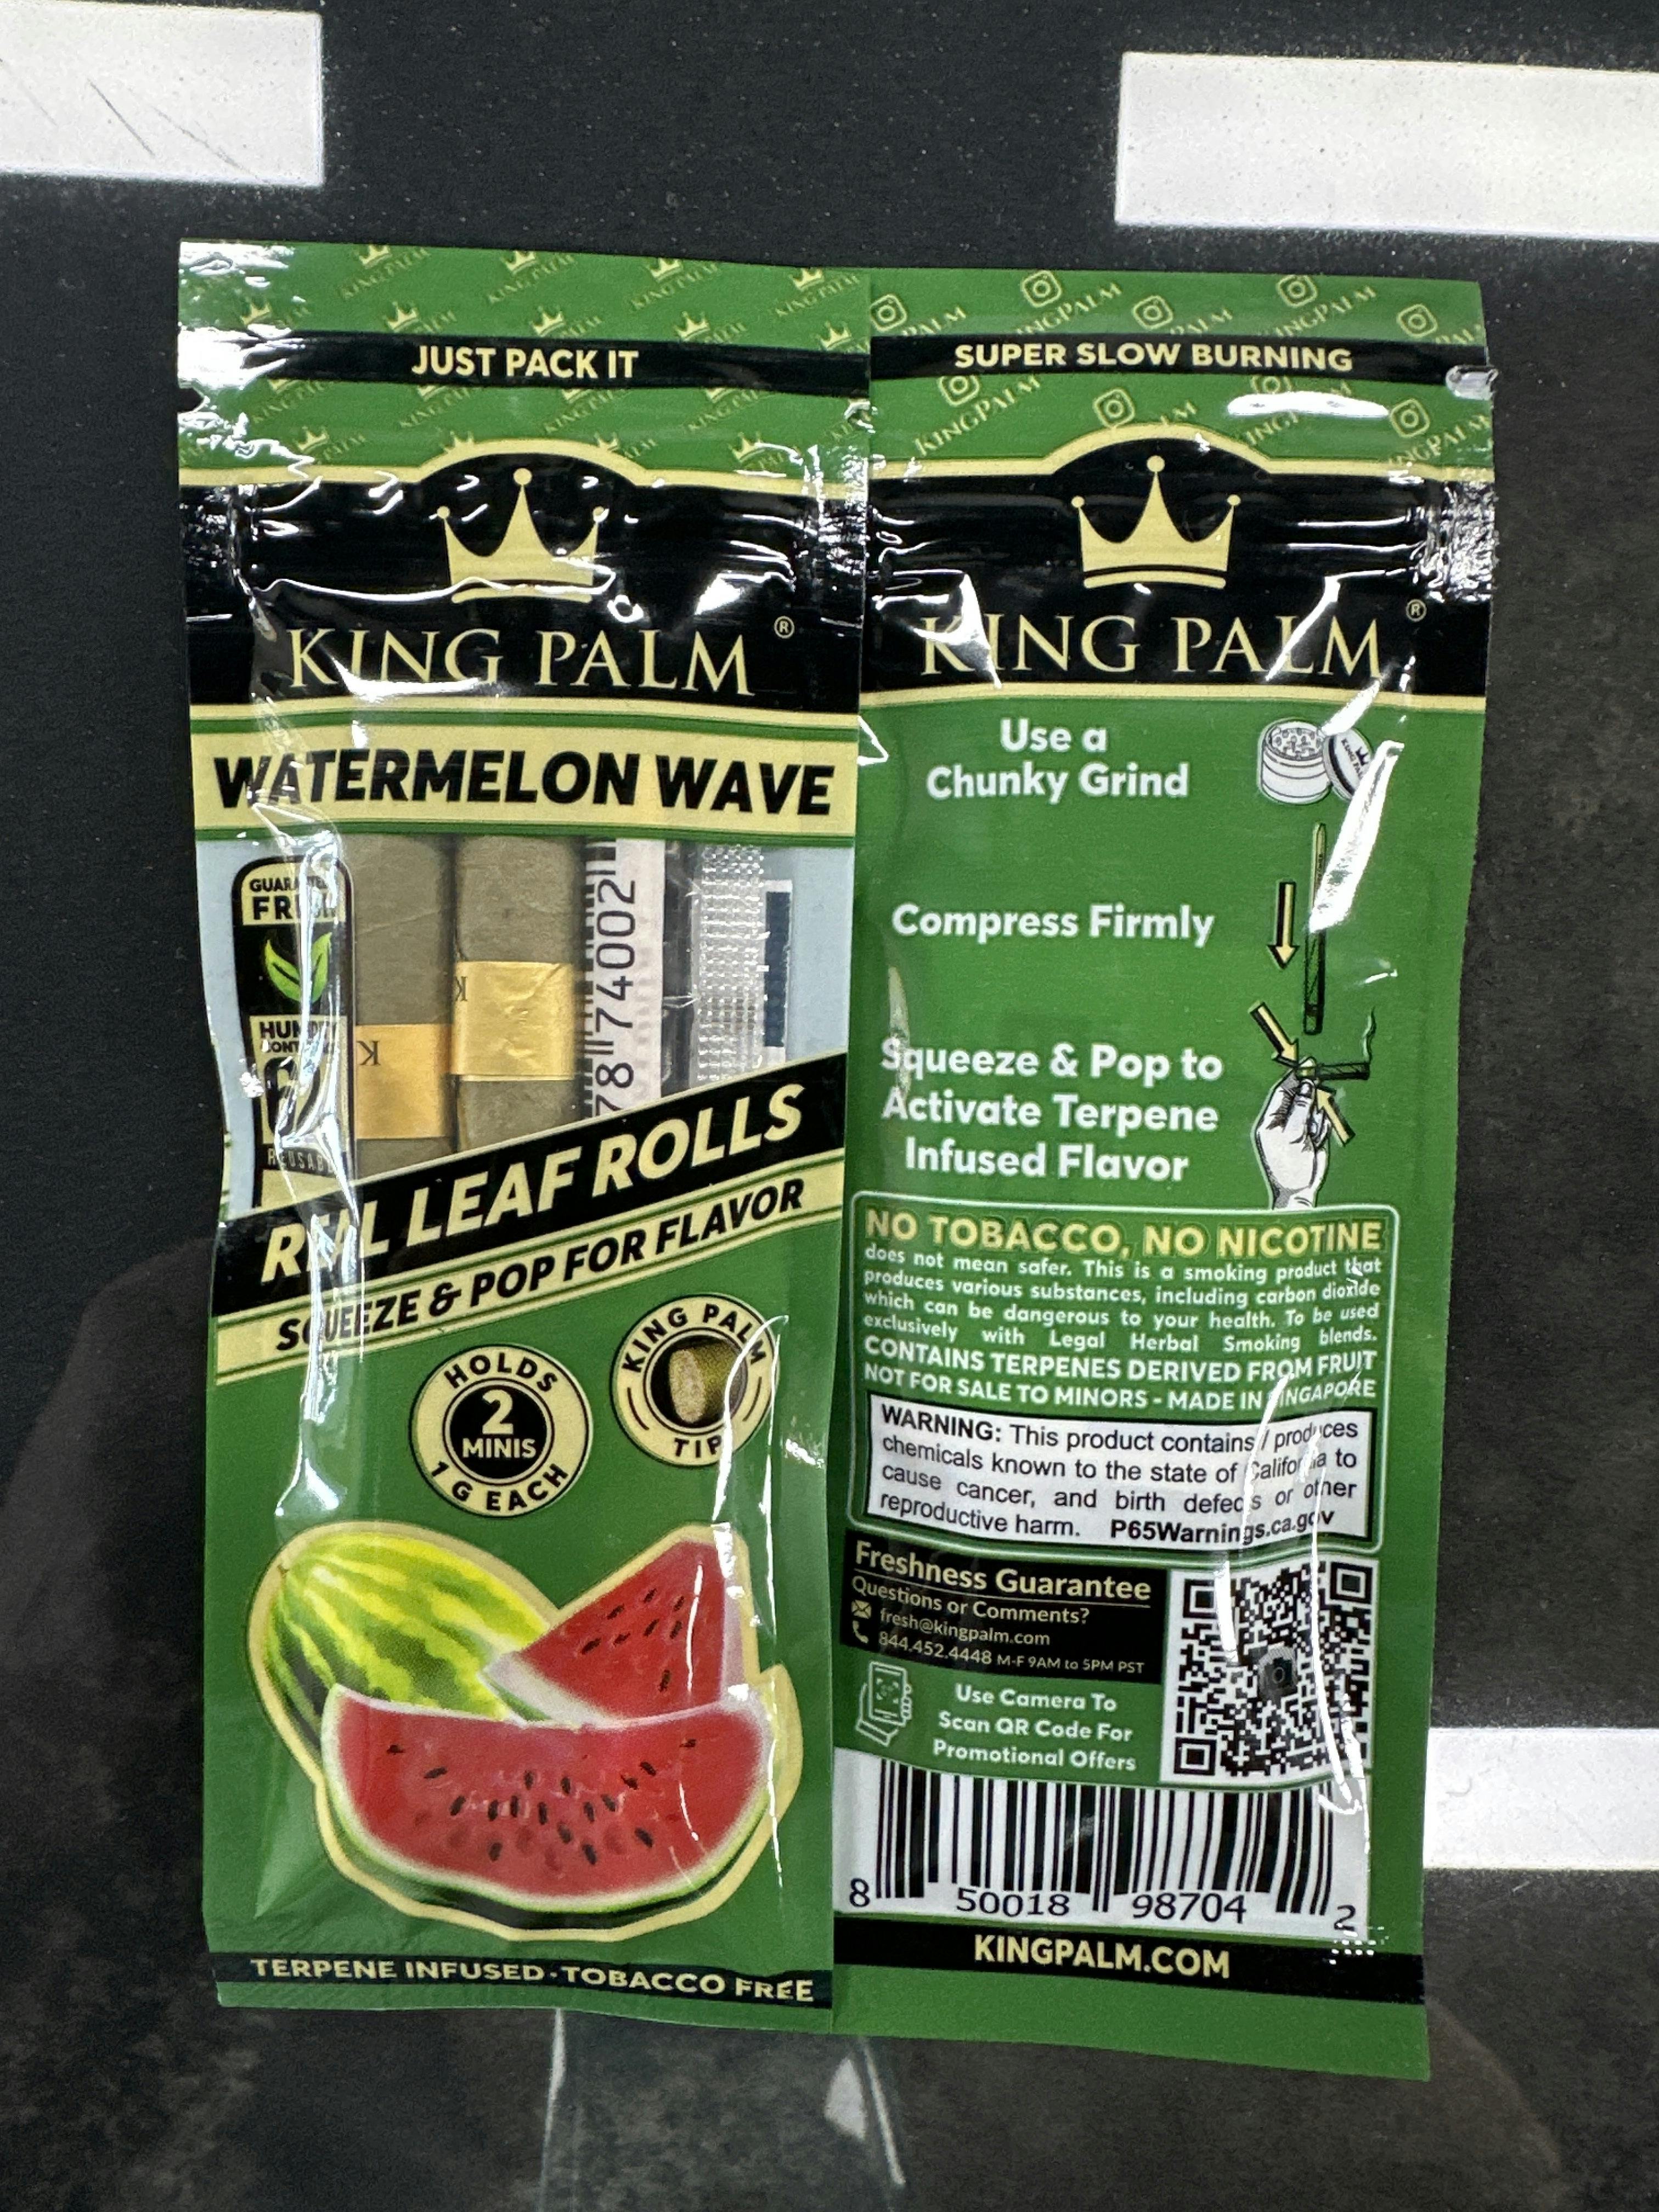 JUST PACK IT
KING PALM®
WATERMELON WAVE
FR
HUMIDI
78 74002
LEAF ROLLS
SQUEEZE & POP FOR FLAVOR
KING PALM
TIP
HOLDS
2
MINIS
1G EACH
TERPENE INFUSED·TOBACCO FREE
SUPER SLOW BURNING
KING PALM®
Use a
Chunky Grind
Compress Firmly
Squeeze & Pop to
Activate Terpene
Infused Flavor
NO TOBACCO, NO NICOTINE
does not mean safer. This is a smoking product that
produces various substances, including carbon dioxide
which can be dangerous to your health. To be used
exclusively with Legal Herbal Smoking blends.
CONTAINS TERPENES DERIVED FROM FRUIT
NOT FOR SALE TO MINORS - MADE IN SINGAPORE
WARNING: This product contains / produces
chemicals known to the state of California to
cause cancer, and birth defects or other
reproductive harm. P65Warnings.ca.gov
Freshness Guarantee
Questions or Comments?
fresh@kingpalm.com
844.452.4448 M-F 9AM to 5PM PST
Use Camera To
Scan QR Code For
Promotional Offers
8 50018 98704 2
KINGPALM.COM